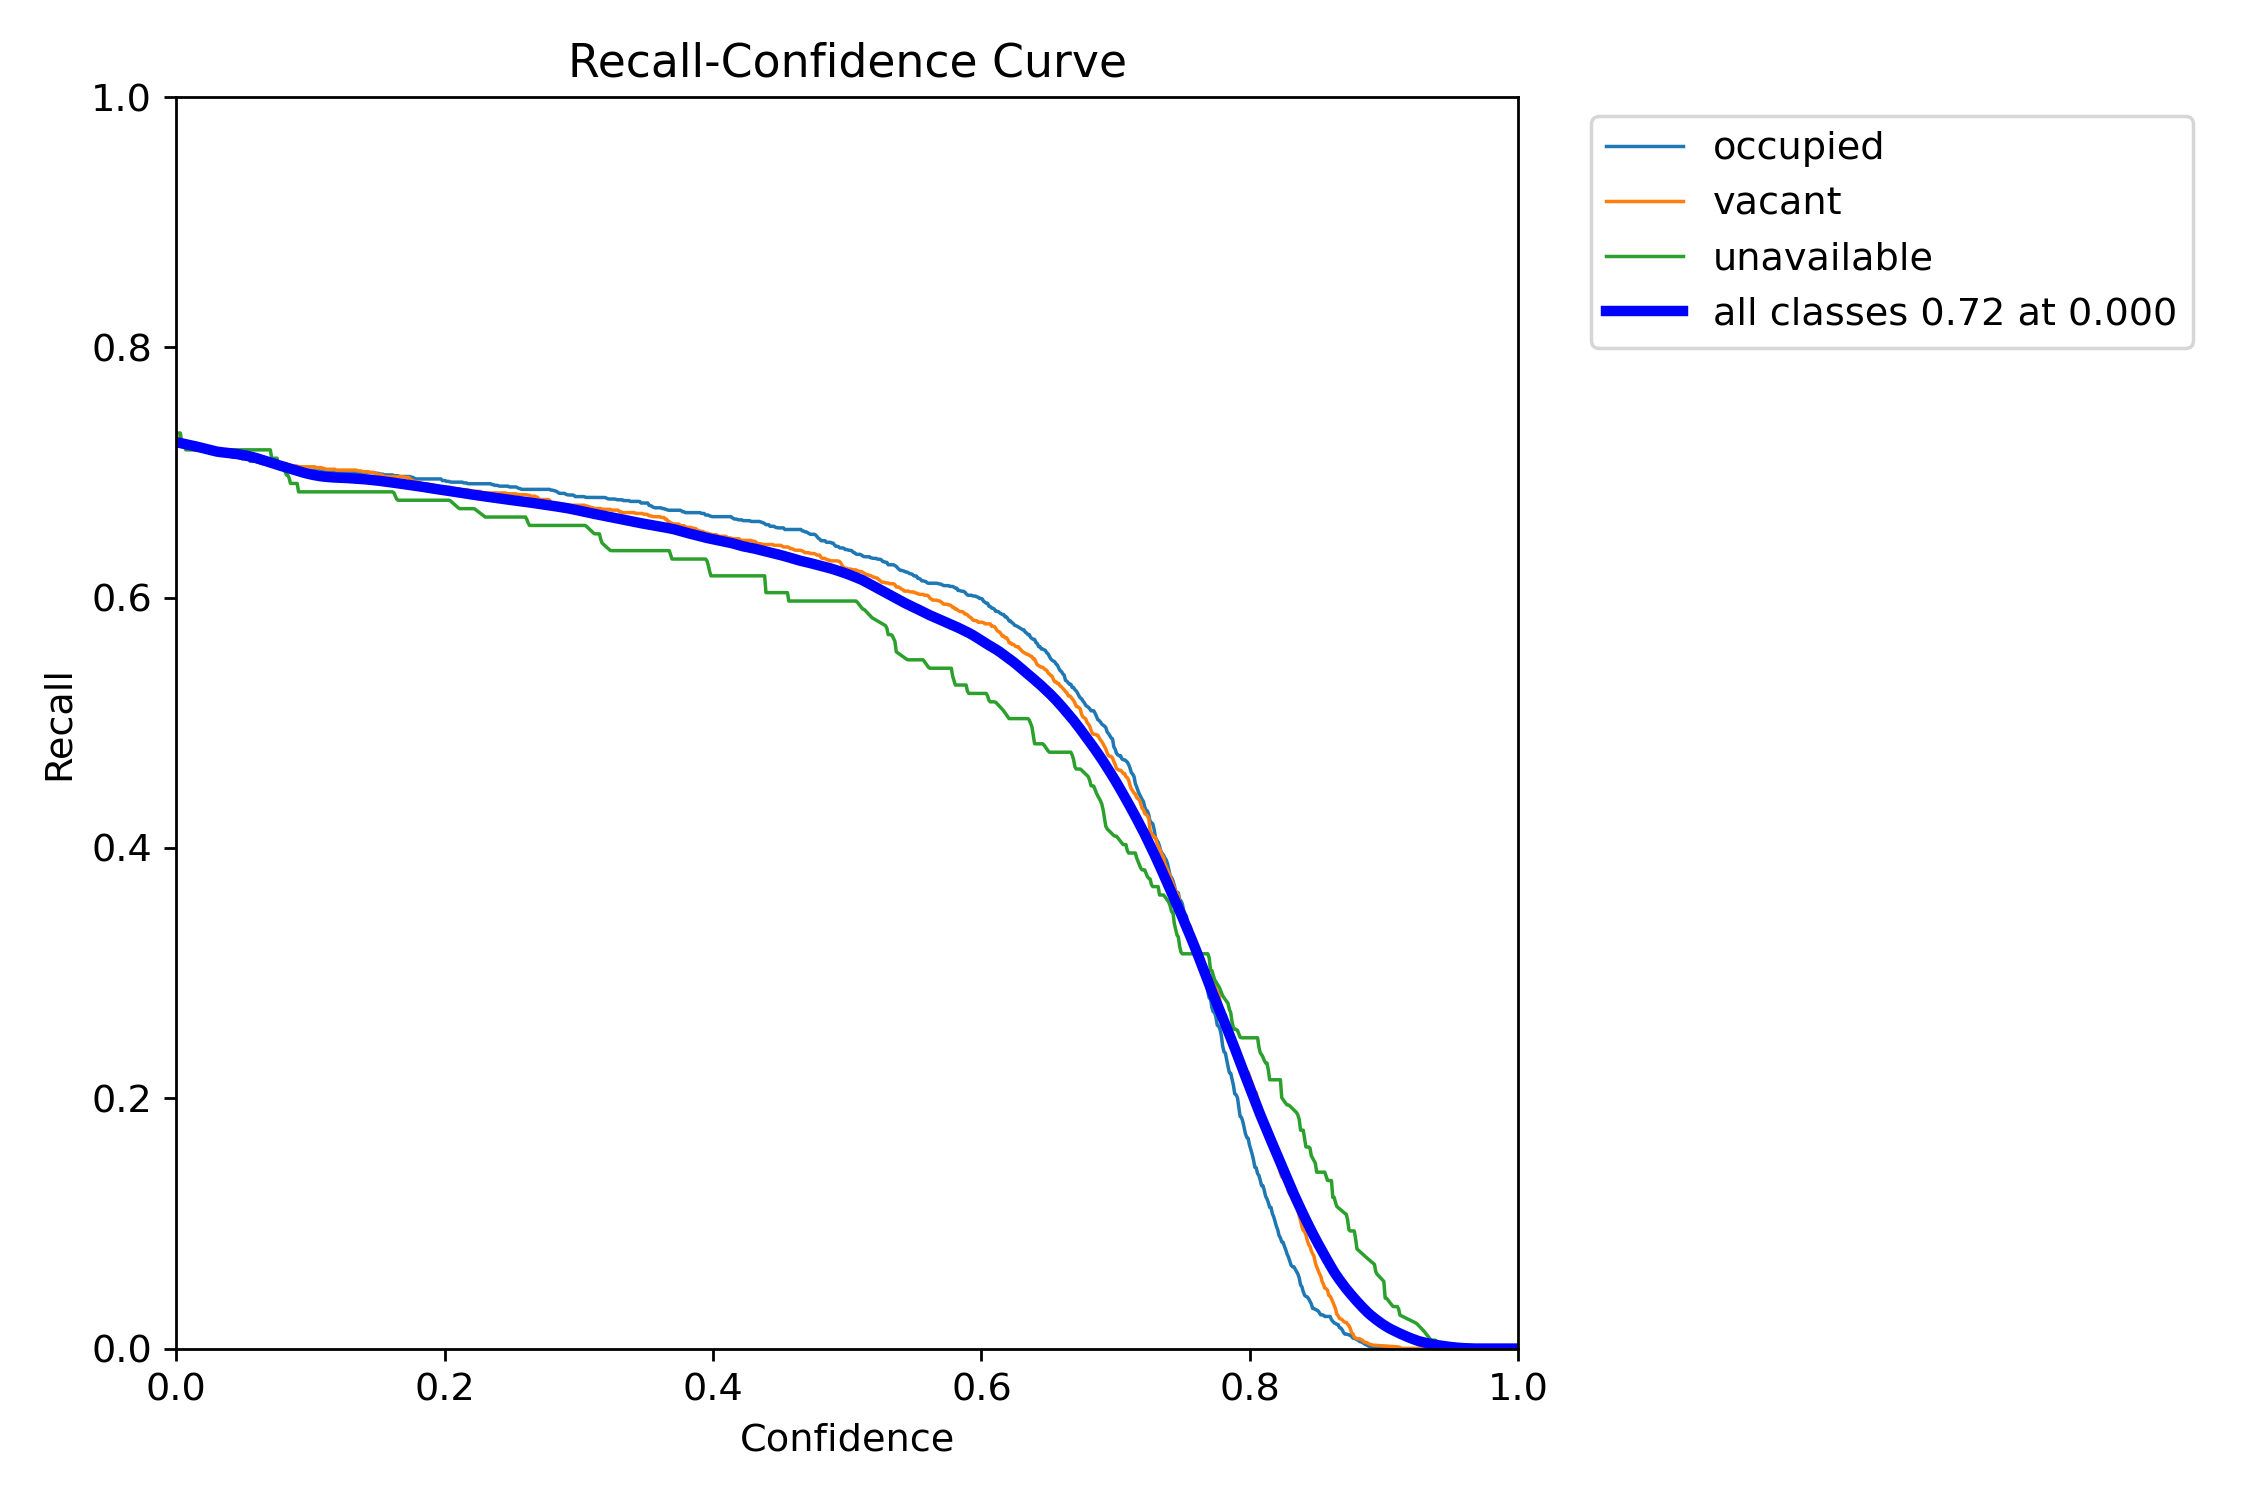 Recall-Confidence Curve
1.0
0.8
0.6
0.4
0.2
0.0
Recall
0.0 0.2 0.4 0.6 0.8 1.0
Confidence
occupied
vacant
unavailable
all classes 0.72 at 0.000